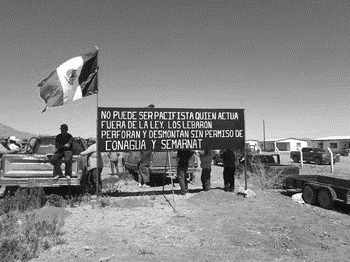 NO PUEDE SER PACIFISTA QUIEN ACTUA
FUERA DE LA LEY. LOS LEBARON
PERFORAN Y DESMONTAN SIN PERMISO DE
CONAGUA Y SEMARNAT